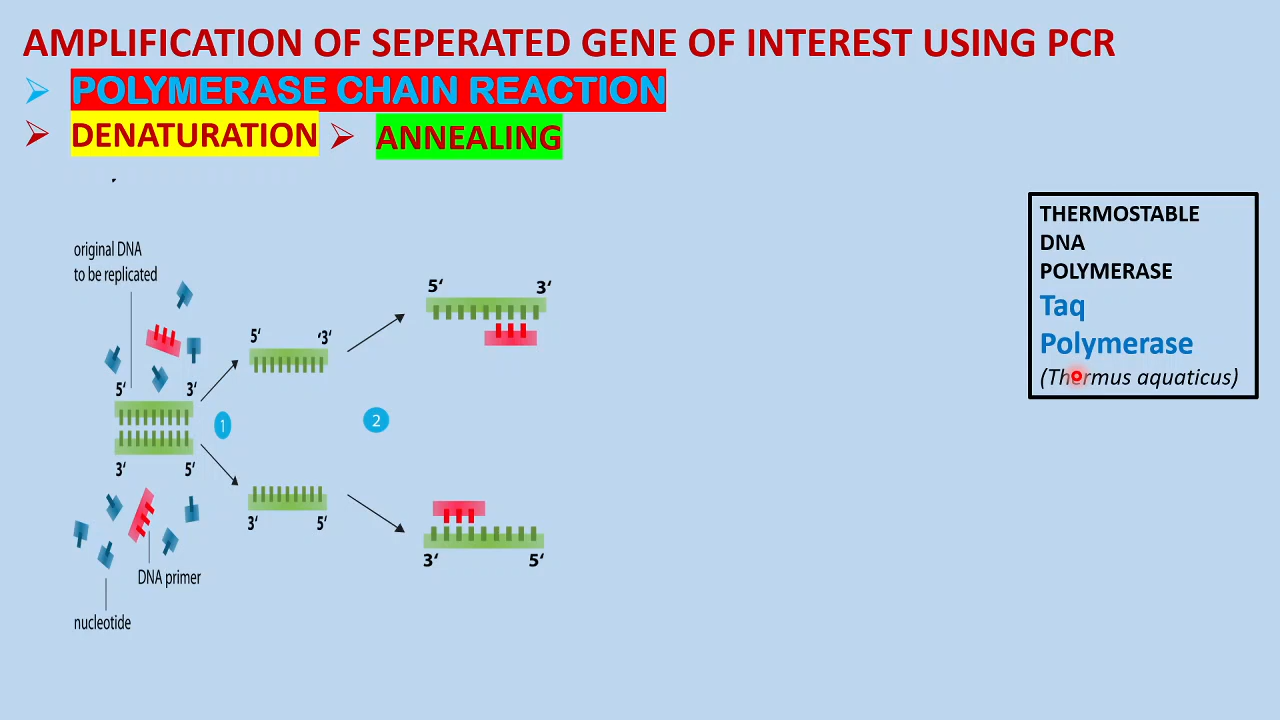 AMPLIFICATION OF SEPERATED GENE OF INTEREST USING PCR
POLYMERASE CHAIN REACTION
DENATURATION
ANNEALING
original DNA
to be replicated
5‘ 3‘
3‘ 5‘
DNA primer
nucleotide
5‘ ‘3‘
1
3‘ 5‘
2
5‘ 3‘
3‘ 5‘
THERMOSTABLE
DNA
POLYMERASE
Taq
Polymerase
(Thermus aquaticus)